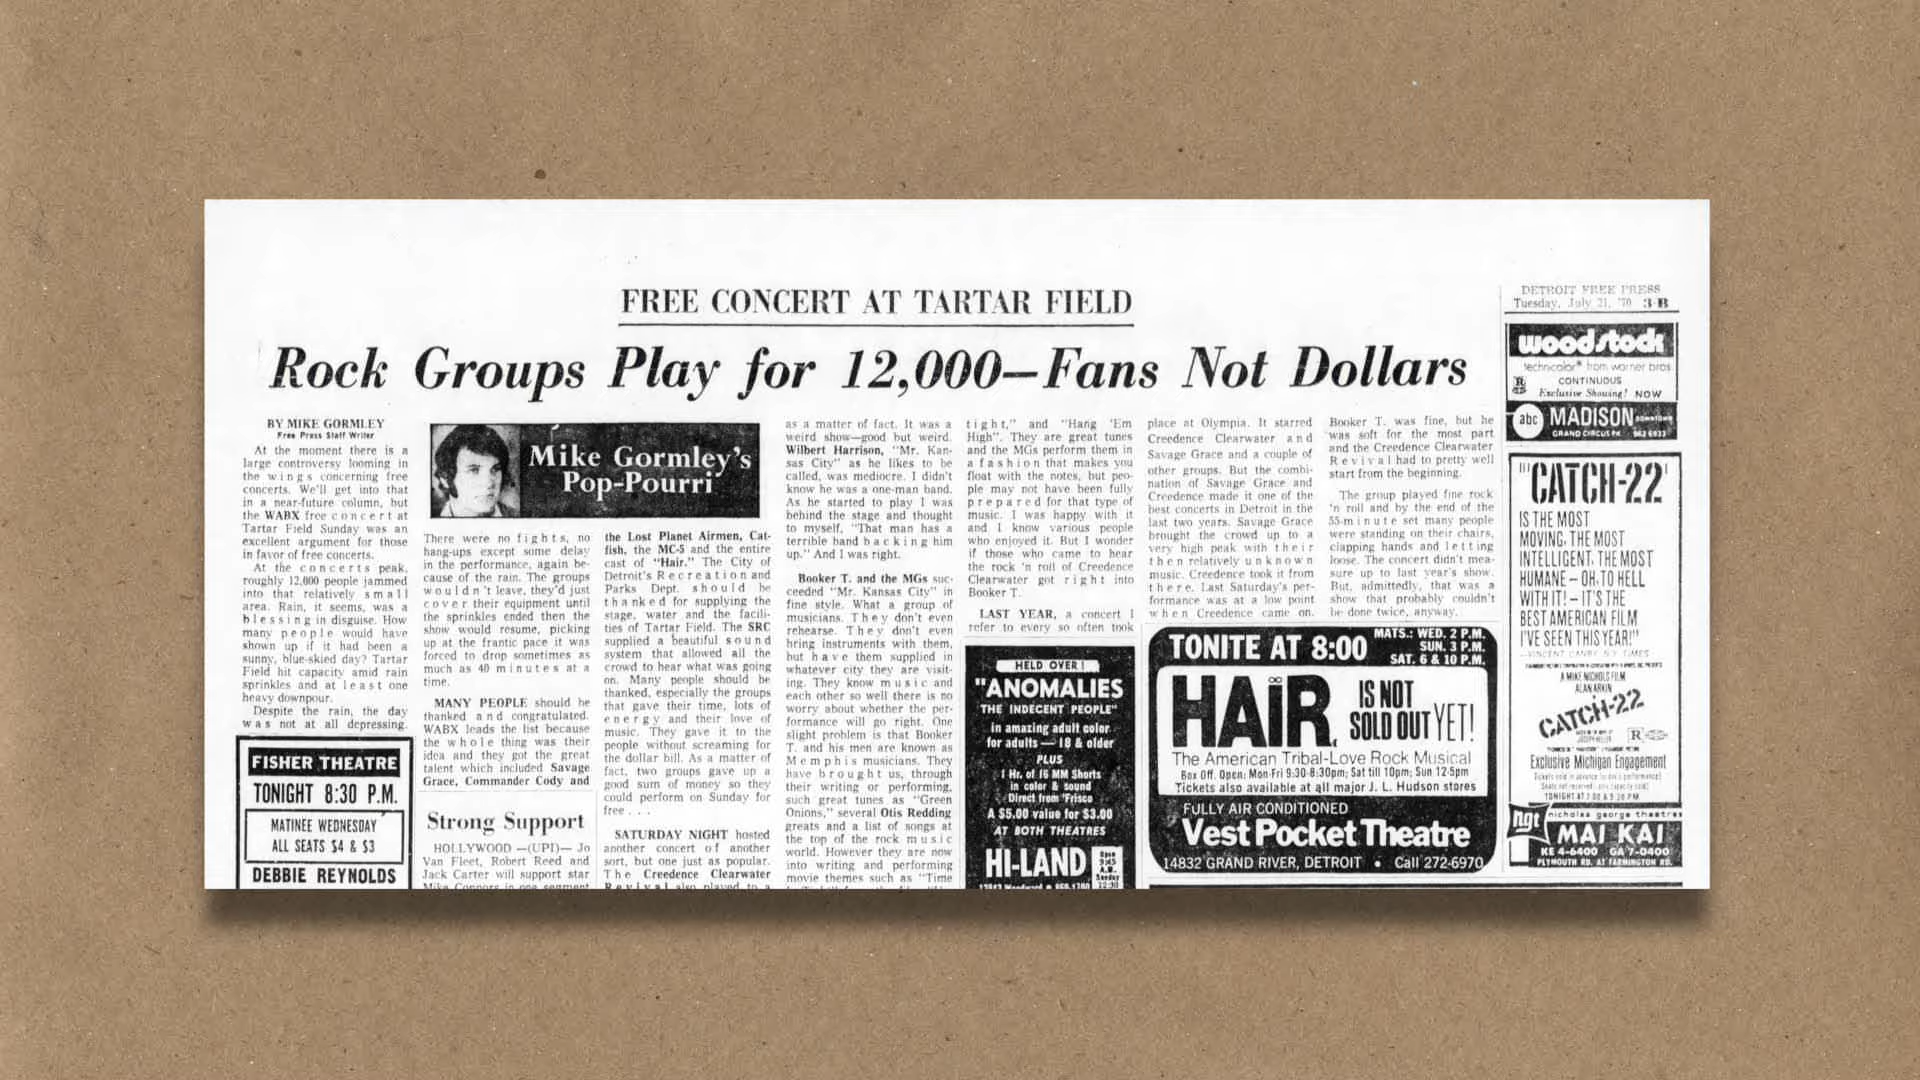 FREE CONCERT AT TARTAR FIELD
Rock Groups Play for 12,000—Fans Not Dollars
DETROIT FREE PRESS
Tuesday, July 21, '70 3-B
BY MIKE GORMLEY
Free Press Staff Writer
At the moment there is a
large controversy looming in
the wings concerning free
concerts. We'll get into that
in a near-future column, but
the WABX free concert at
Tartar Field Sunday was an
excellent argument for those
in favor of free concerts.
At the concerts peak,
roughly 12,000 people jammed
into that relatively small
area. Rain, it seems, was a
blessing in disguise. How
many people would have
shown up if it had been a
sunny, blue-skied day? Tartar
Field hit capacity amid rain
sprinkles and at least one
heavy downpour.
Despite the rain, the day
was not at all depressing.
FISHER THEATRE
TONIGHT 8:30 P.M.
MATINEE WEDNESDAY
ALL SEATS $4 & $3
DEBBIE REYNOLDS
Mike Gormley's
Pop-Pourri
There were no fights, no
hang-ups except some delay
in the performance, again be-
cause of the rain. The groups
wouldn't leave, they'd just
cover their equipment until
the sprinkles ended then the
show would resume, picking
up at the frantic pace it was
forced to drop sometimes as
much as 40 minutes at a
time.
MANY PEOPLE should be
thanked and congratulated.
WABX leads the list because
the whole thing was their
idea and they got the great
talent which included Savage
Grace, Commander Cody and
Strong Support
HOLLYWOOD —(UPI)— Jo
Van Fleet, Robert Reed and
Jack Carter will support star
Mike Connors in one segment
the Lost Planet Airmen, Cat-
fish, the MC-5 and the entire
cast of "Hair." The City of
Detroit's Recreation and
Parks Dept. should be
thanked for supplying the
stage, water and the facili-
ties of Tartar Field. The SRC
supplied a beautiful sound
system that allowed all the
crowd to hear what was going
on. Many people should be
thanked, especially the groups
that gave their time, lots of
energy and their love of
music. They gave it to the
people without screaming for
the dollar bill. As a matter of
fact, two groups gave up a
good sum of money so they
could perform on Sunday for
free . . .
SATURDAY NIGHT hosted
another concert of another
sort, but one just as popular.
The Creedence Clearwater
Revival also played to a
as a matter of fact. It was a
weird show—good but weird.
Wilbert Harrison, "Mr. Kan-
sas City" as he likes to be
called, was mediocre. I didn't
know he was a one-man band.
As he started to play I was
behind the stage and thought
to myself, "That man has a
terrible band backing him
up." And I was right.
Booker T. and the MGs suc-
ceeded "Mr. Kansas City" in
fine style. What a group of
musicians. They don't even
rehearse. They don't even
bring instruments with them,
but have them supplied in
whatever city they are visit-
ing. They know music and
each other so well there is no
worry about whether the per-
formance will go right. One
slight problem is that Booker
T. and his men are known as
Memphis musicians. They
have brought us, through
their writing or performing,
such great tunes as "Green
Onions," several Otis Redding
greats and a list of songs at
the top of the rock music
world. However they are now
into writing and performing
movie themes such as "Time
tight," and "Hang 'Em
High". They are great tunes
and the MGs perform them in
a fashion that makes you
float with the notes, but peo-
ple may not have been fully
prepared for that type of
music. I was happy with it
and I know various people
who enjoyed it. But I wonder
if those who came to hear
the rock 'n roll of Creedence
Clearwater got right into
Booker T.
LAST YEAR, a concert I
refer to every so often took
HELD OVER!
"ANOMALIES
THE INDECENT PEOPLE"
in amazing adult color
for adults — 18 & older
PLUS
1 Hr. of 16 MM Shorts
in color & sound
Direct from 'Frisco
A $5.00 value for $3.00
AT BOTH THEATRES
HI-LAND
Open
9:45
A.M.
Sunday
12:30
place at Olympia. It starred
Creedence Clearwater and
Savage Grace and a couple of
other groups. But the combi-
nation of Savage Grace and
Creedence made it one of the
best concerts in Detroit in the
last two years. Savage Grace
brought the crowd up to a
very high peak with their
then relatively unknown
music. Creedence took it from
there. Last Saturday's per-
formance was at a low point
when Creedence came on.
Booker T. was fine, but he
was soft for the most part
and the Creedence Clearwater
Revival had to pretty well
start from the beginning.
The group played fine rock
'n roll and by the end of the
55-minute set many people
were standing on their chairs,
clapping hands and letting
loose. The concert didn't mea-
sure up to last year's show.
But, admittedly, that was a
show that probably couldn't
be done twice, anyway.
TONITE AT 8:00
MATS.: WED. 2 P.M.
SUN. 3 P.M.
SAT. 6 & 10 P.M.
HAIR IS NOT
SOLD OUT YET!
The American Tribal-Love Rock Musical
Box Off. Open: Mon-Fri 9:30-8:30pm; Sat till 10pm; Sun 12-5pm
Tickets also available at all major J. L. Hudson stores
FULLY AIR CONDITIONED
Vest Pocket Theatre
14832 GRAND RIVER, DETROIT • Call 272-6970
woodstock
technicolor® from warner bros.
R
CONTINUOUS
Exclusive Showing! NOW
abc MADISON DOWNTOWN
GRAND CIRCUS PK.
"CATCH-22"
IS THE MOST
MOVING, THE MOST
INTELLIGENT, THE MOST
HUMANE — OH, TO HELL
WITH IT! — IT'S THE
BEST AMERICAN FILM
I'VE SEEN THIS YEAR!"
—VINCENT CANBY, N.Y. TIMES
A MIKE NICHOLS FILM
ALAN ARKIN
CATCH-22
R
Exclusive Michigan Engagement
ngt nicholas george theatres
MAI KAI
KE 4-6400 GA 7-0400
PLYMOUTH RD. AT FARMINGTON RD.